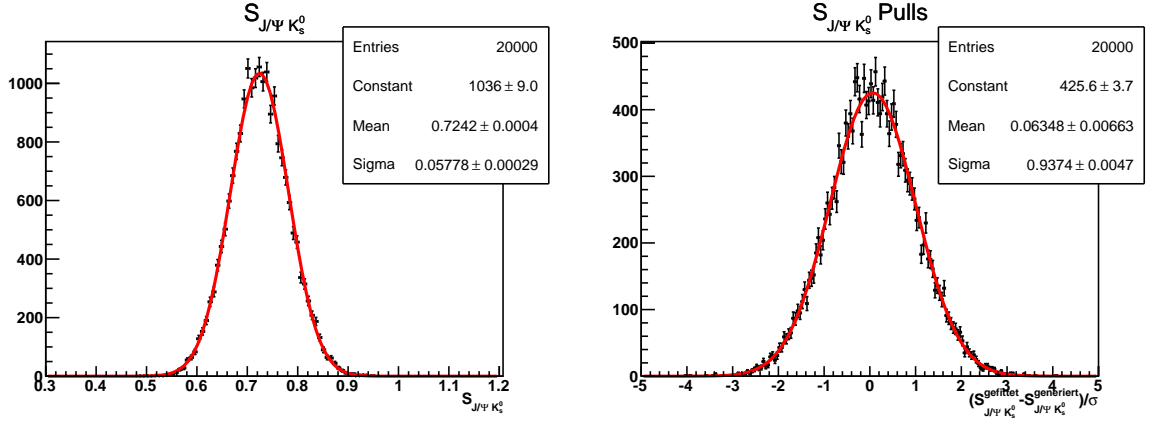 S_{J/Ψ K_s^0}
Entries 20000
Constant 1036 ± 9.0
Mean 0.7242 ± 0.0004
Sigma 0.05778 ± 0.00029
1000
800
600
400
200
0
0.3 0.4 0.5 0.6 0.7 0.8 0.9 1 1.1 1.2
S_{J/Ψ K_s^0}
S_{J/Ψ K_s^0} Pulls
Entries 20000
Constant 425.6 ± 3.7
Mean 0.06348 ± 0.00663
Sigma 0.9374 ± 0.0047
500
400
300
200
100
0
-5 -4 -3 -2 -1 0 1 2 3 4 5
(S^{gefittet}_{J/Ψ K_s^0}-S^{generiert}_{J/Ψ K_s^0})/σ